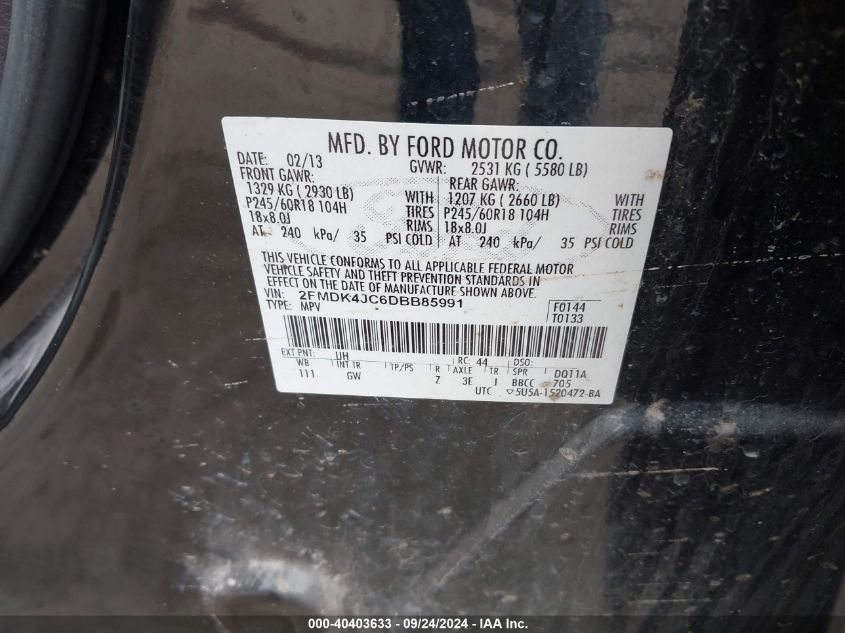 MFD. BY FORD MOTOR CO.
DATE: 02/13 GVWR: 2531 KG ( 5580 LB)
FRONT GAWR: REAR GAWR:
1329 KG ( 2930 LB) WITH 1207 KG ( 2660 LB) WITH
P245/60R18 104H TIRES P245/60R18 104H TIRES
18x8.0J RIMS 18x8.0J RIMS
AT 240 kPa/ 35 PSI COLD AT 240 kPa/ 35 PSI COLD
THIS VEHICLE CONFORMS TO ALL APPLICABLE FEDERAL MOTOR
VEHICLE SAFETY AND THEFT PREVENTION STANDARDS IN
EFFECT ON THE DATE OF MANUFACTURE SHOWN ABOVE.
VIN: 2FMDK4JC6DBB85991 F0144
TYPE: MPV T0133
EXT PNT: UH RC: 44 DSO:
WB INT TR TP/PS R AXLE TR SPR DQ11A
111 GW Z 3E J BBCC 705
UTC ▽5U5A-1520472-BA
000-40403633 - 09/24/2024 - IAA Inc.